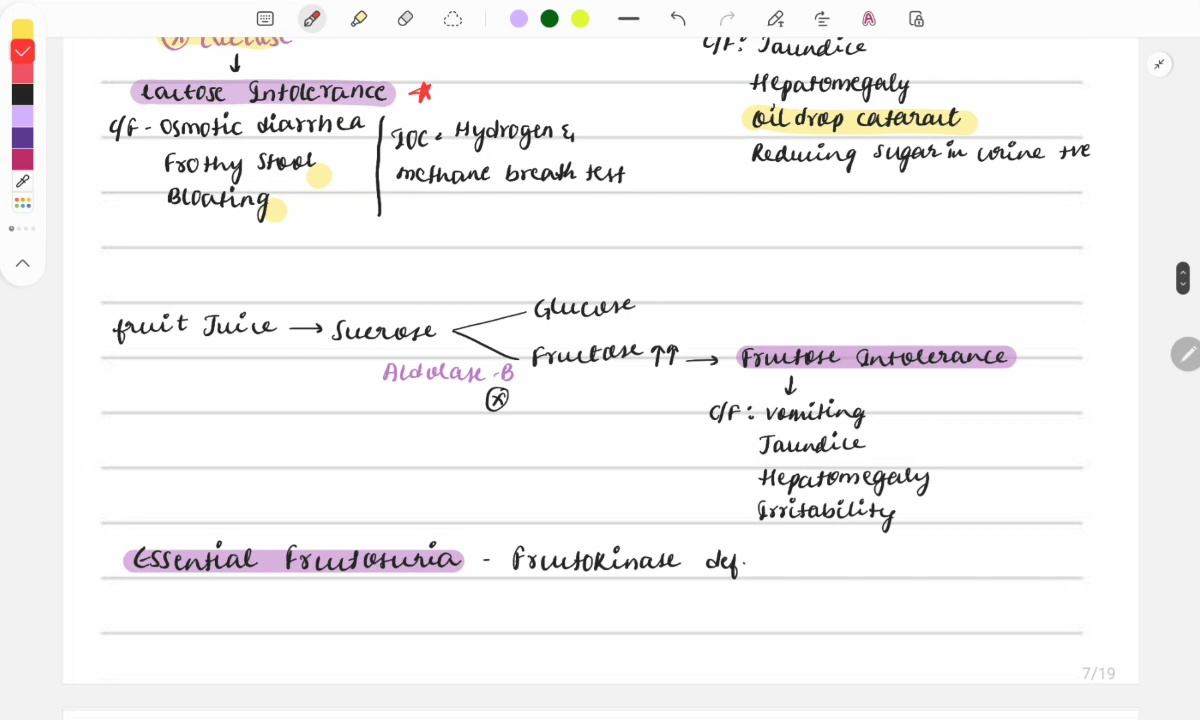 Lactase
C/F: Jaundice
Lactose Intolerance
Hepatomegaly
C/F - Osmotic diarrhea
Frothy Stool
Bloating
IOC: Hydrogen &
methane breath test
Oil drop catarait
Reducing sugar in urine +ve
fruit Juice → Sucrose
Glucose
Fructose ↑↑ → Fructose Intolerance
Aldolase-B
C/F: vomiting
Jaundice
Hepatomegaly
Irritability
Essential Fructosuria - Fructokinase def.
7/19